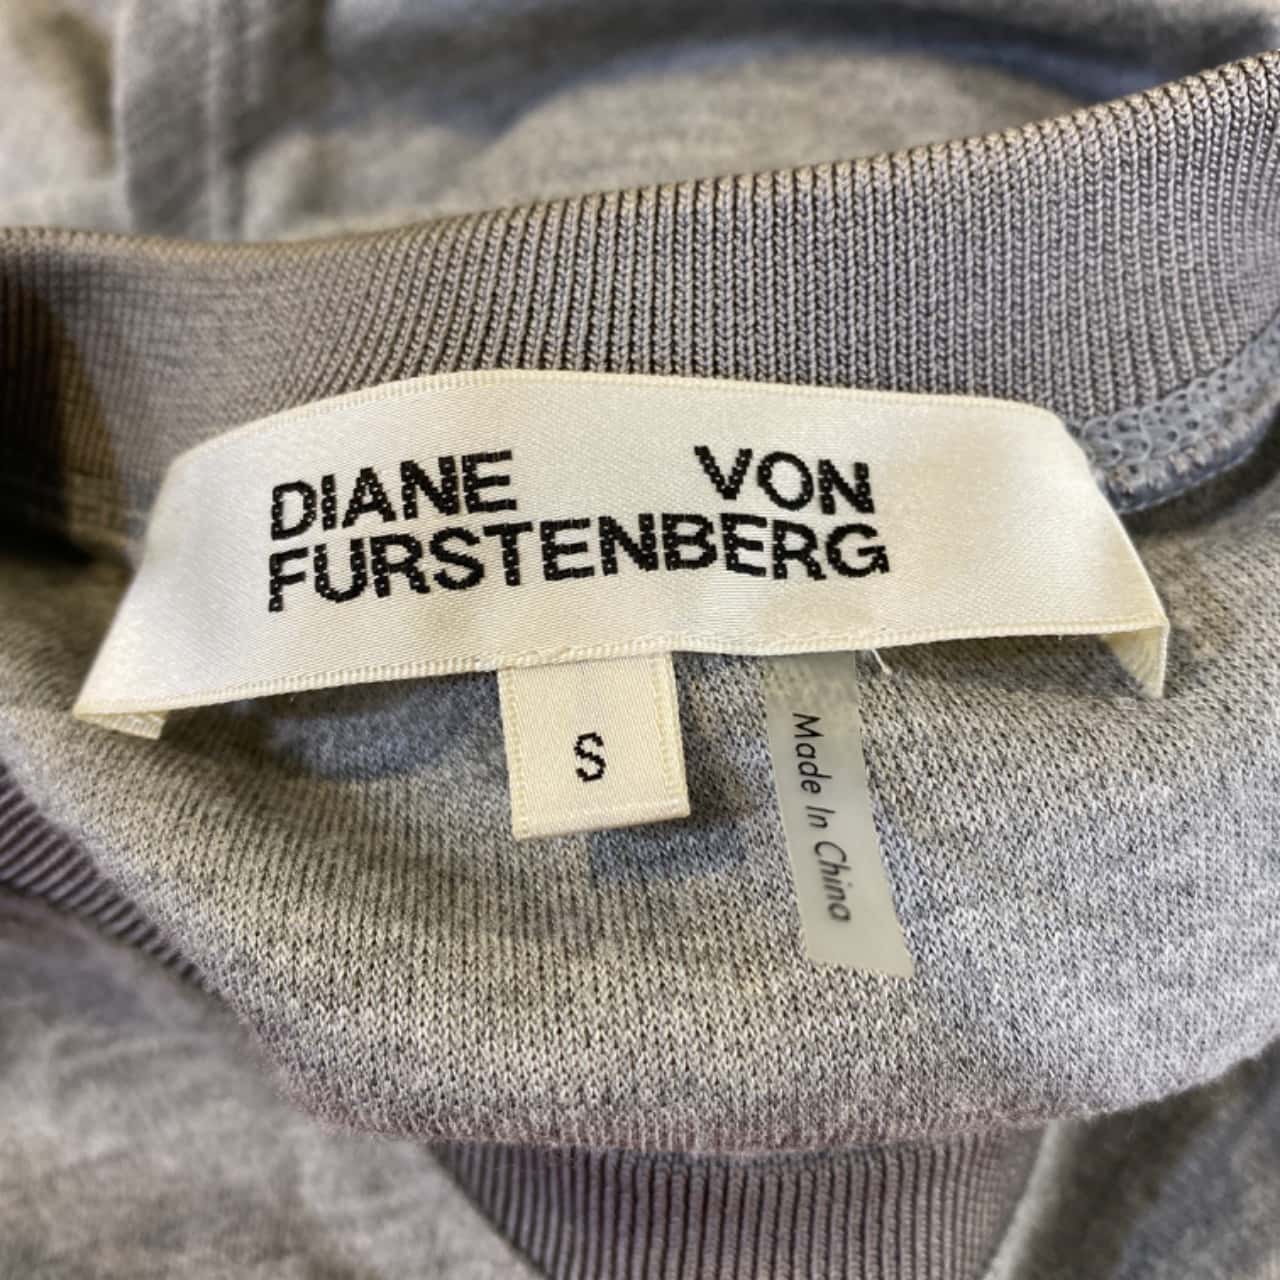 DIANE VON
FURSTENBERG
S
Made In China